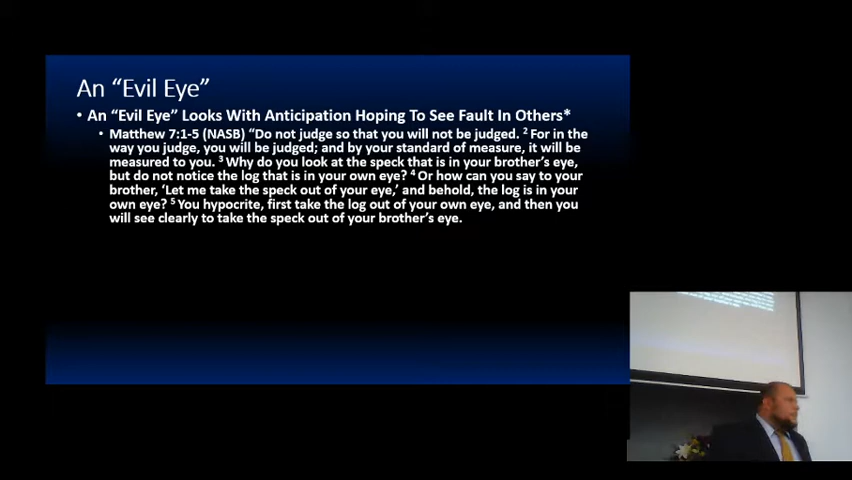 An “Evil Eye”
• An “Evil Eye” Looks With Anticipation Hoping To See Fault In Others*
• Matthew 7:1-5 (NASB) “Do not judge so that you will not be judged. 2 For in the
way you judge, you will be judged; and by your standard of measure, it will be
measured to you. 3 Why do you look at the speck that is in your brother’s eye,
but do not notice the log that is in your own eye? 4 Or how can you say to your
brother, ‘Let me take the speck out of your eye,’ and behold, the log is in your
own eye? 5 You hypocrite, first take the log out of your own eye, and then you
will see clearly to take the speck out of your brother’s eye.